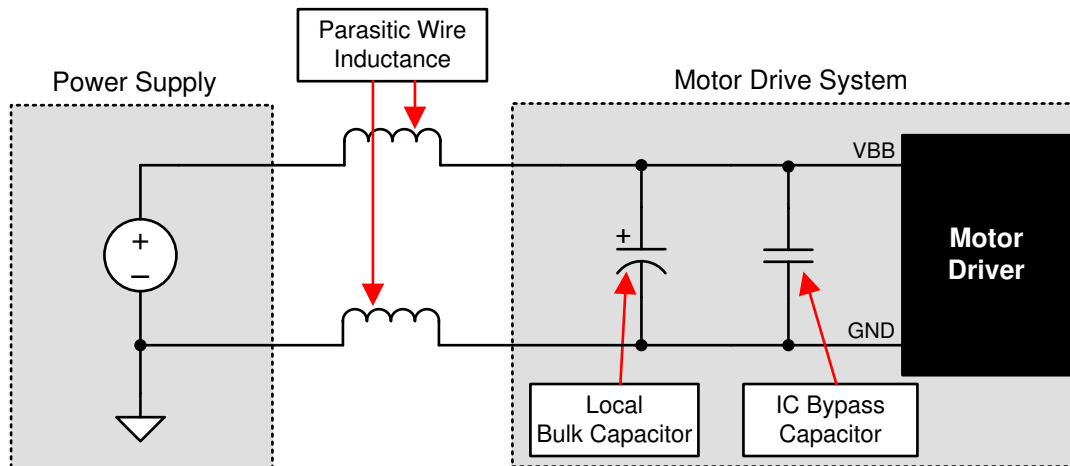 Parasitic Wire
Inductance
Power Supply
Motor Drive System
VBB
+
–
+
Motor
Driver
GND
Local
Bulk Capacitor
IC Bypass
Capacitor